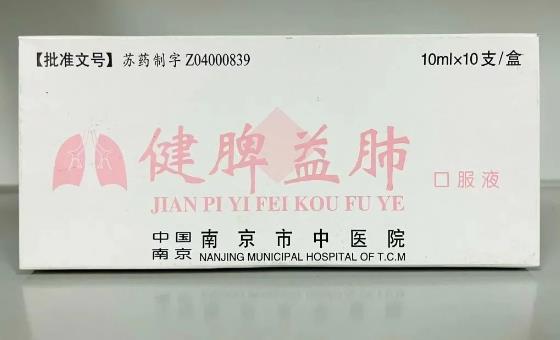 【批准文号】苏药制字 Z04000839
10ml×10支/盒
健脾益肺
口服液
JIAN PI YI FEI KOU FU YE
中国 南京
南京市中医院
NANJING MUNICIPAL HOSPITAL OF T.C.M